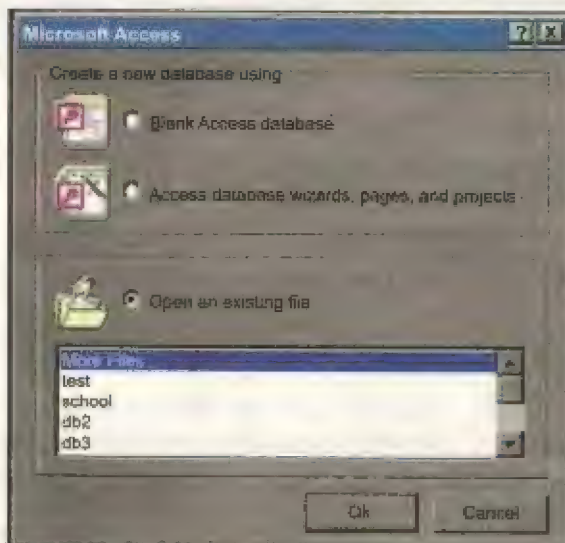 Microsoft Access
Create a new database using
Blank Access database
Access database wizards, pages, and projects
Open an existing file
More Files...
test
school
db2
db3
Ok
Cancel